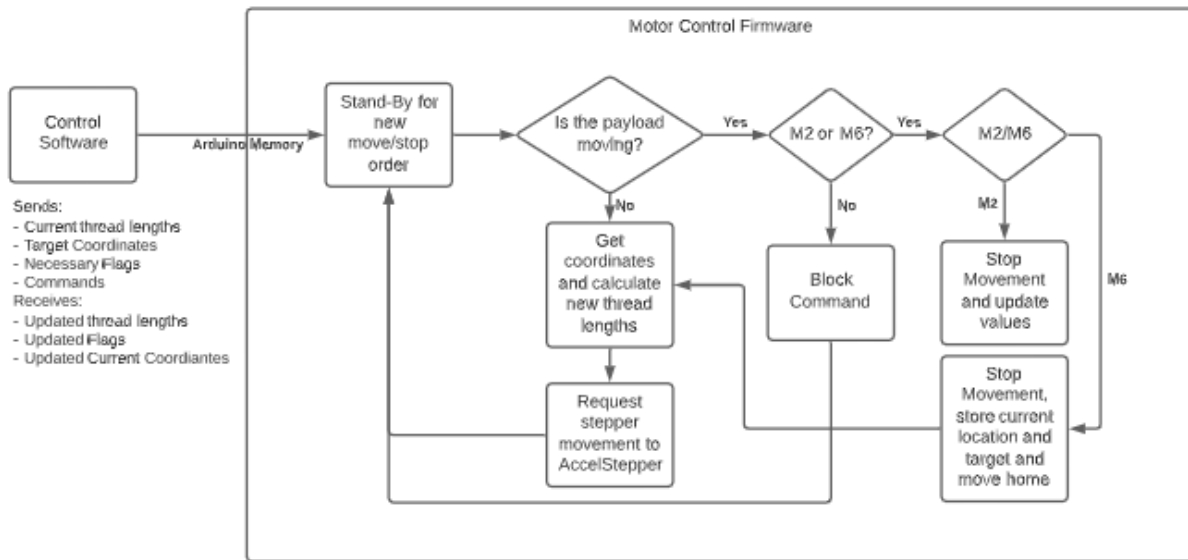 Motor Control Firmware
Control
Software
Arduino Memory
Stand-By for
new
move/stop
order
Is the payload
moving?
Yes
M2 or M6?
Yes
M2/M6
Sends:
- Current thread lengths
- Target Coordinates
- Necessary Flags
- Commands
Receives:
- Updated thread lengths
- Updated Flags
- Updated Current Coordiantes
No
Get
coordinates
and calculate
new thread
lengths
No
Block
Command
M2
Stop
Movement
and update
values
M6
Request
stepper
movement to
AccelStepper
Stop
Movement,
store current
location and
target and
move home